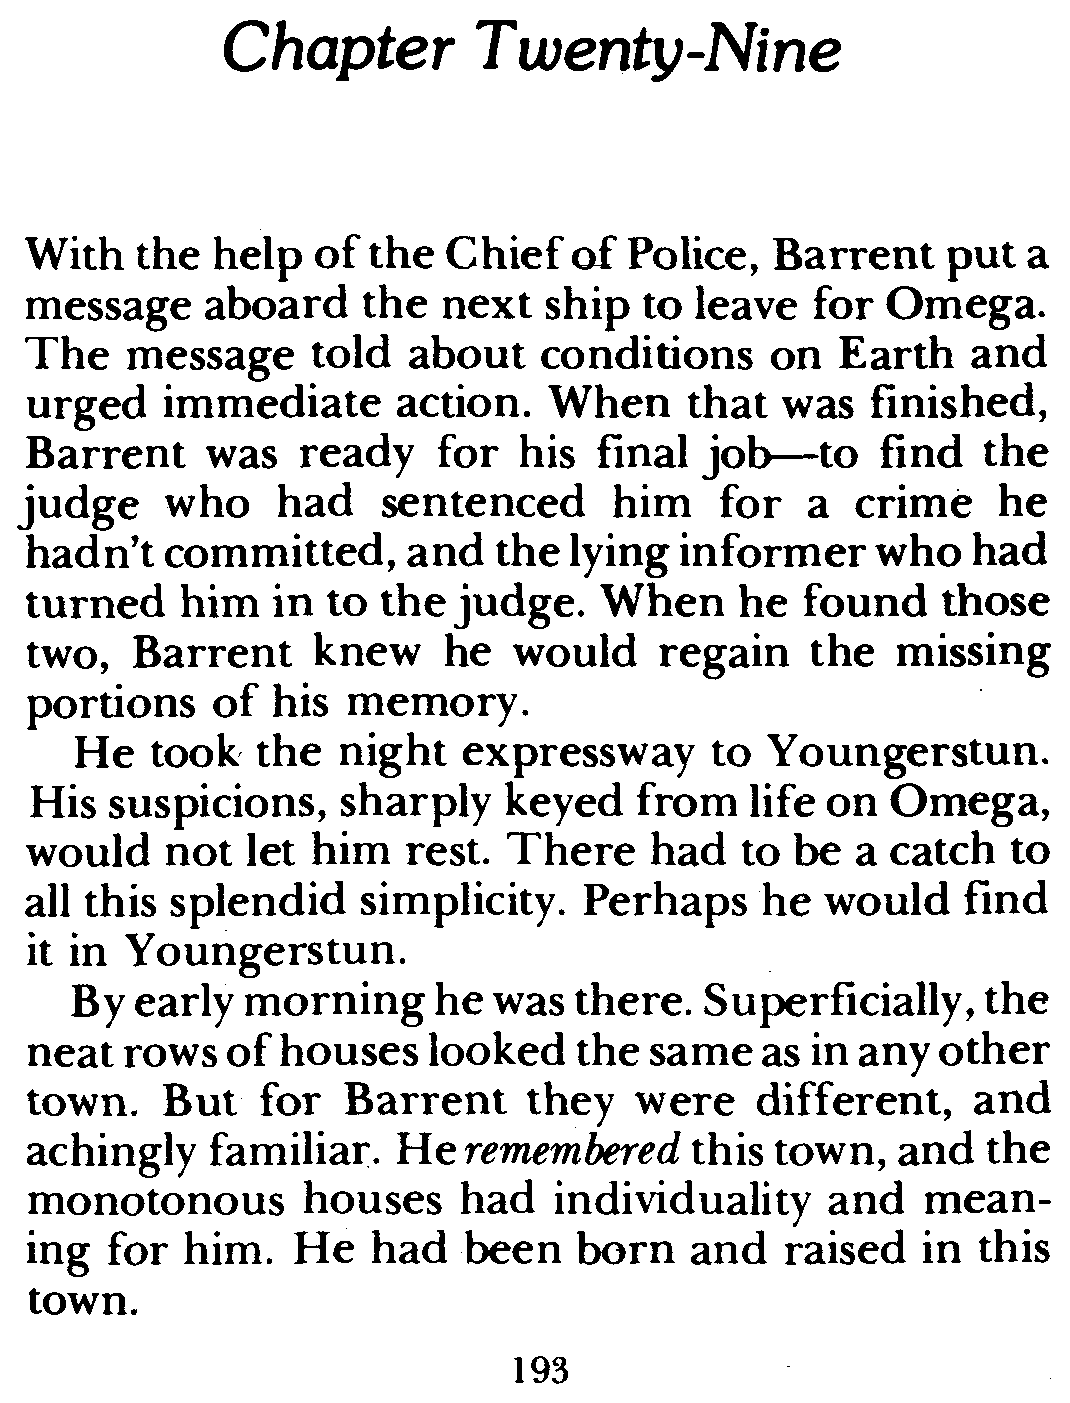 Chapter Twenty-Nine
With the help of the Chief of Police, Barrent put a
message aboard the next ship to leave for Omega.
The message told about conditions on Earth and
urged immediate action. When that was finished,
Barrent was ready for his final job—to find the
judge who had sentenced him for a crime he
hadn't committed, and the lying informer who had
turned him in to the judge. When he found those
two, Barrent knew he would regain the missing
portions of his memory.
He took the night expressway to Youngerstun.
His suspicions, sharply keyed from life on Omega,
would not let him rest. There had to be a catch to
all this splendid simplicity. Perhaps he would find
it in Youngerstun.
By early morning he was there. Superficially, the
neat rows of houses looked the same as in any other
town. But for Barrent they were different, and
achingly familiar. He remembered this town, and the
monotonous houses had individuality and mean-
ing for him. He had been born and raised in this
town.
193